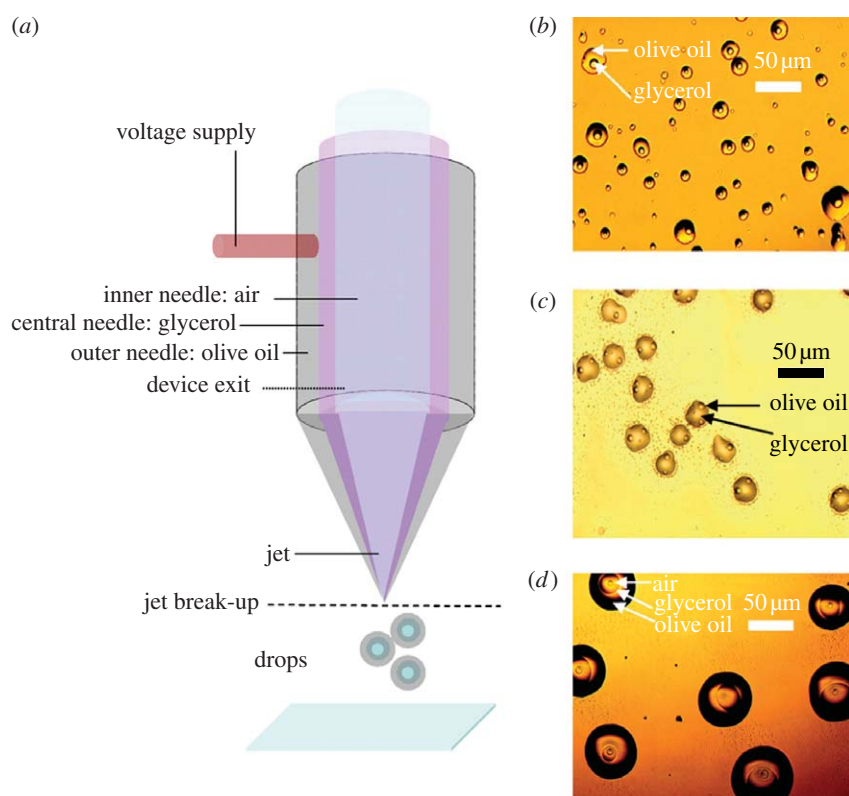 (a)
voltage supply
inner needle: air
central needle: glycerol
outer needle: olive oil
device exit
jet
jet break-up
drops
(b)
olive oil
50 µm
glycerol
(c)
50 µm
olive oil
glycerol
(d)
air
glycerol 50 µm
olive oil